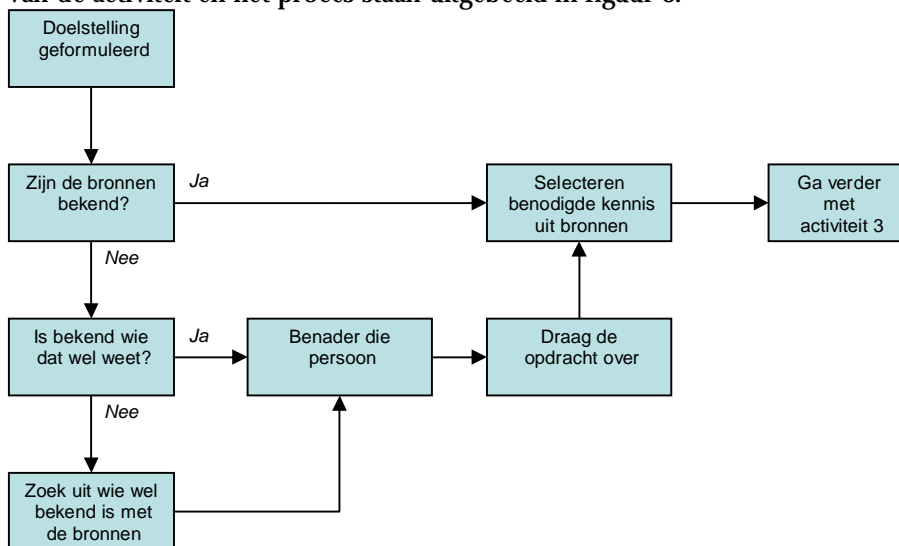 van de activiteit en het proces staan uitgebeeld in figuur 8.
Doelstelling
geformuleerd
Zijn de bronnen
bekend?
Ja
Selecteren
benodigde kennis
uit bronnen
Ga verder
met
activiteit 3
Nee
Is bekend wie
dat wel weet?
Ja
Benader die
persoon
Draag de
opdracht over
Nee
Zoek uit wie wel
bekend is met
de bronnen